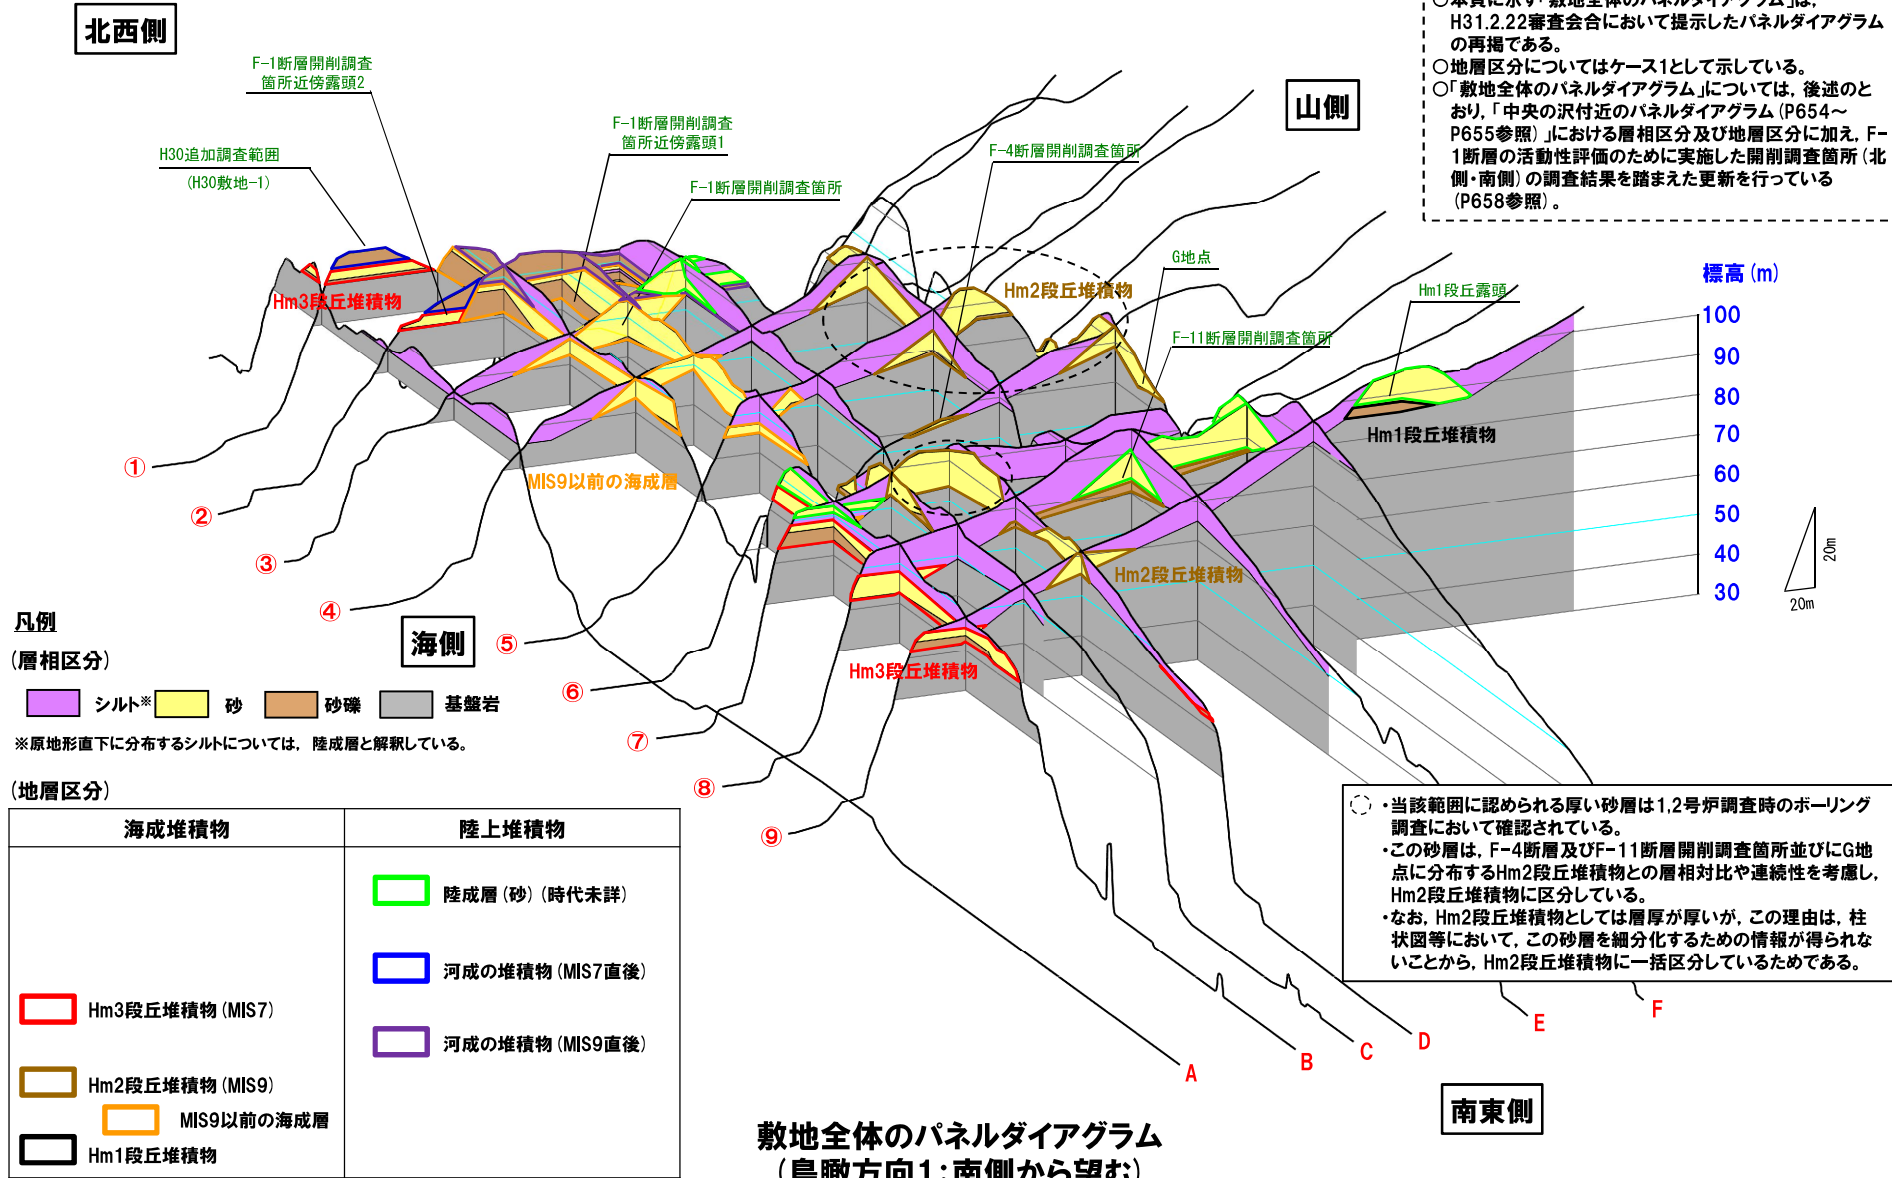 北西側
F-1断層開削調査
箇所近傍露頭2
H30追加調査範囲
(H30敷地-1)
F-1断層開削調査
箇所近傍露頭1
F-1断層開削調査箇所
F-4断層開削調査箇所
山側
○本頁に示す「敷地全体のパネルダイアグラム」は,
H31.2.22審査会合において提示したパネルダイアグラム
の再掲である。
○地層区分についてはケース1として示している。
○「敷地全体のパネルダイアグラム」については, 後述のと
おり,「中央の沢付近のパネルダイアグラム(P654～
P655参照)」における層相区分及び地層区分に加え, F-
1断層の活動性評価のために実施した開削調査箇所(北
側・南側)の調査結果を踏まえた更新を行っている
(P658参照)。
G地点
Hm1段丘露頭
F-11断層開削調査箇所
標高(m)
100
90
80
70
60
50
40
30
20m
20m
Hm3段丘堆積物
Hm2段丘堆積物
Hm1段丘堆積物
MIS9以前の海成層
Hm2段丘堆積物
Hm3段丘堆積物
①
②
③
④
⑤
⑥
⑦
⑧
⑨
海側
凡例
(層相区分)
シルト※ 砂 砂礫 基盤岩
※原地形直下に分布するシルトについては, 陸成層と解釈している。
(地層区分)
海成堆積物 陸上堆積物
陸成層(砂)(時代未詳)
河成の堆積物(MIS7直後)
河成の堆積物(MIS9直後)
Hm3段丘堆積物(MIS7)
Hm2段丘堆積物(MIS9)
MIS9以前の海成層
Hm1段丘堆積物
・当該範囲に認められる厚い砂層は1,2号炉調査時のボーリング
調査において確認されている。
・この砂層は, F-4断層及びF-11断層開削調査箇所並びにG地
点に分布するHm2段丘堆積物との層相対比や連続性を考慮し,
Hm2段丘堆積物に区分している。
・なお, Hm2段丘堆積物としては層厚が厚いが, この理由は, 柱
状図等において, この砂層を細分化するための情報が得られな
いことから, Hm2段丘堆積物に一括区分しているためである。
A
B
C
D
E
F
南東側
敷地全体のパネルダイアグラム
(鳥瞰方向1:南側から望む)